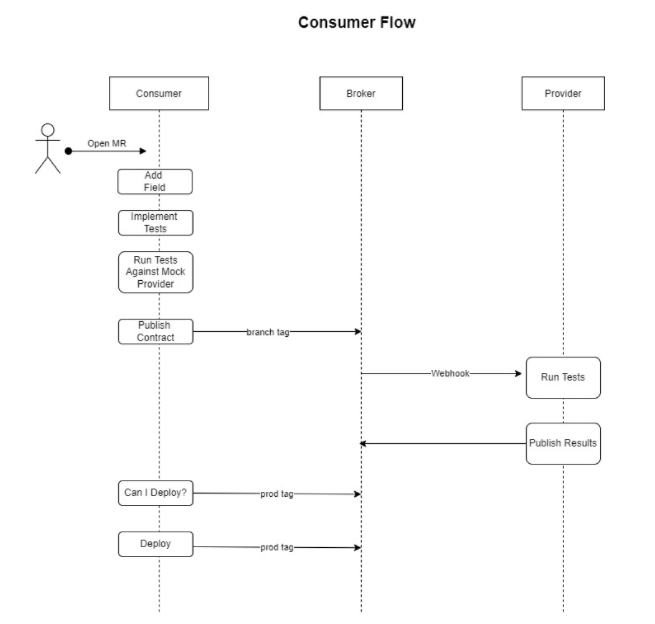 Consumer Flow
Consumer
Broker
Provider
Open MR
Add
Field
Implement
Tests
Run Tests
Against Mock
Provider
Publish
Contract
branch tag
Webhook
Run Tests
Publish Results
Can I Deploy?
prod tag
Deploy
prod tag